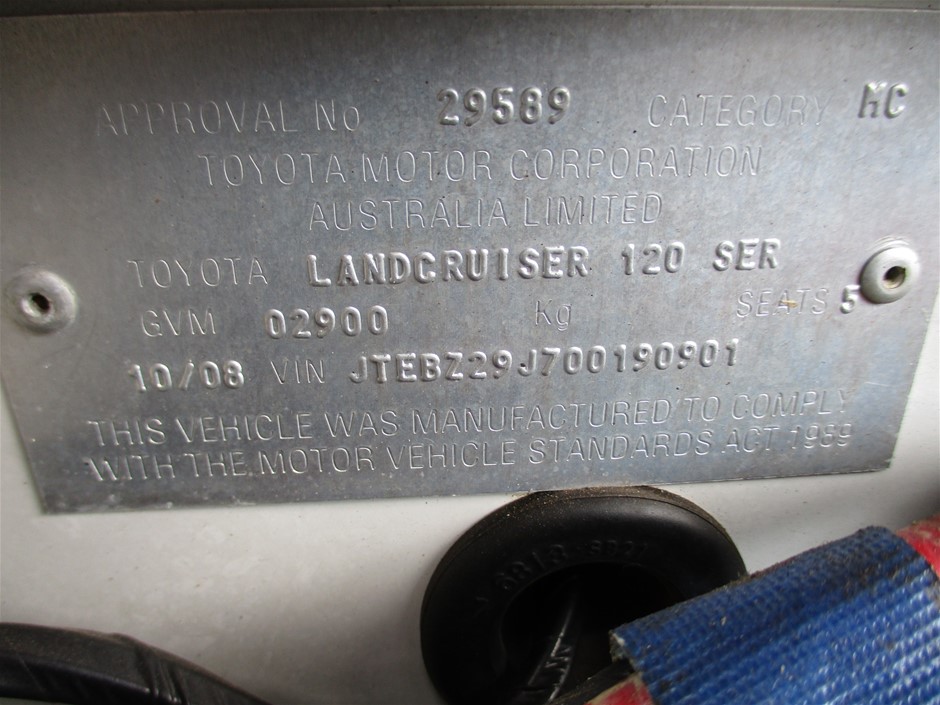 APPROVAL No 29589 CATEGORY MC
TOYOTA MOTOR CORPORATION
AUSTRALIA LIMITED
TOYOTA LANDCRUISER 120 SER
GVM 02900 Kg SEATS 5
10/08 VIN JTEBZ29J700190901
THIS VEHICLE WAS MANUFACTURED TO COMPLY
WITH THE MOTOR VEHICLE STANDARDS ACT 1989